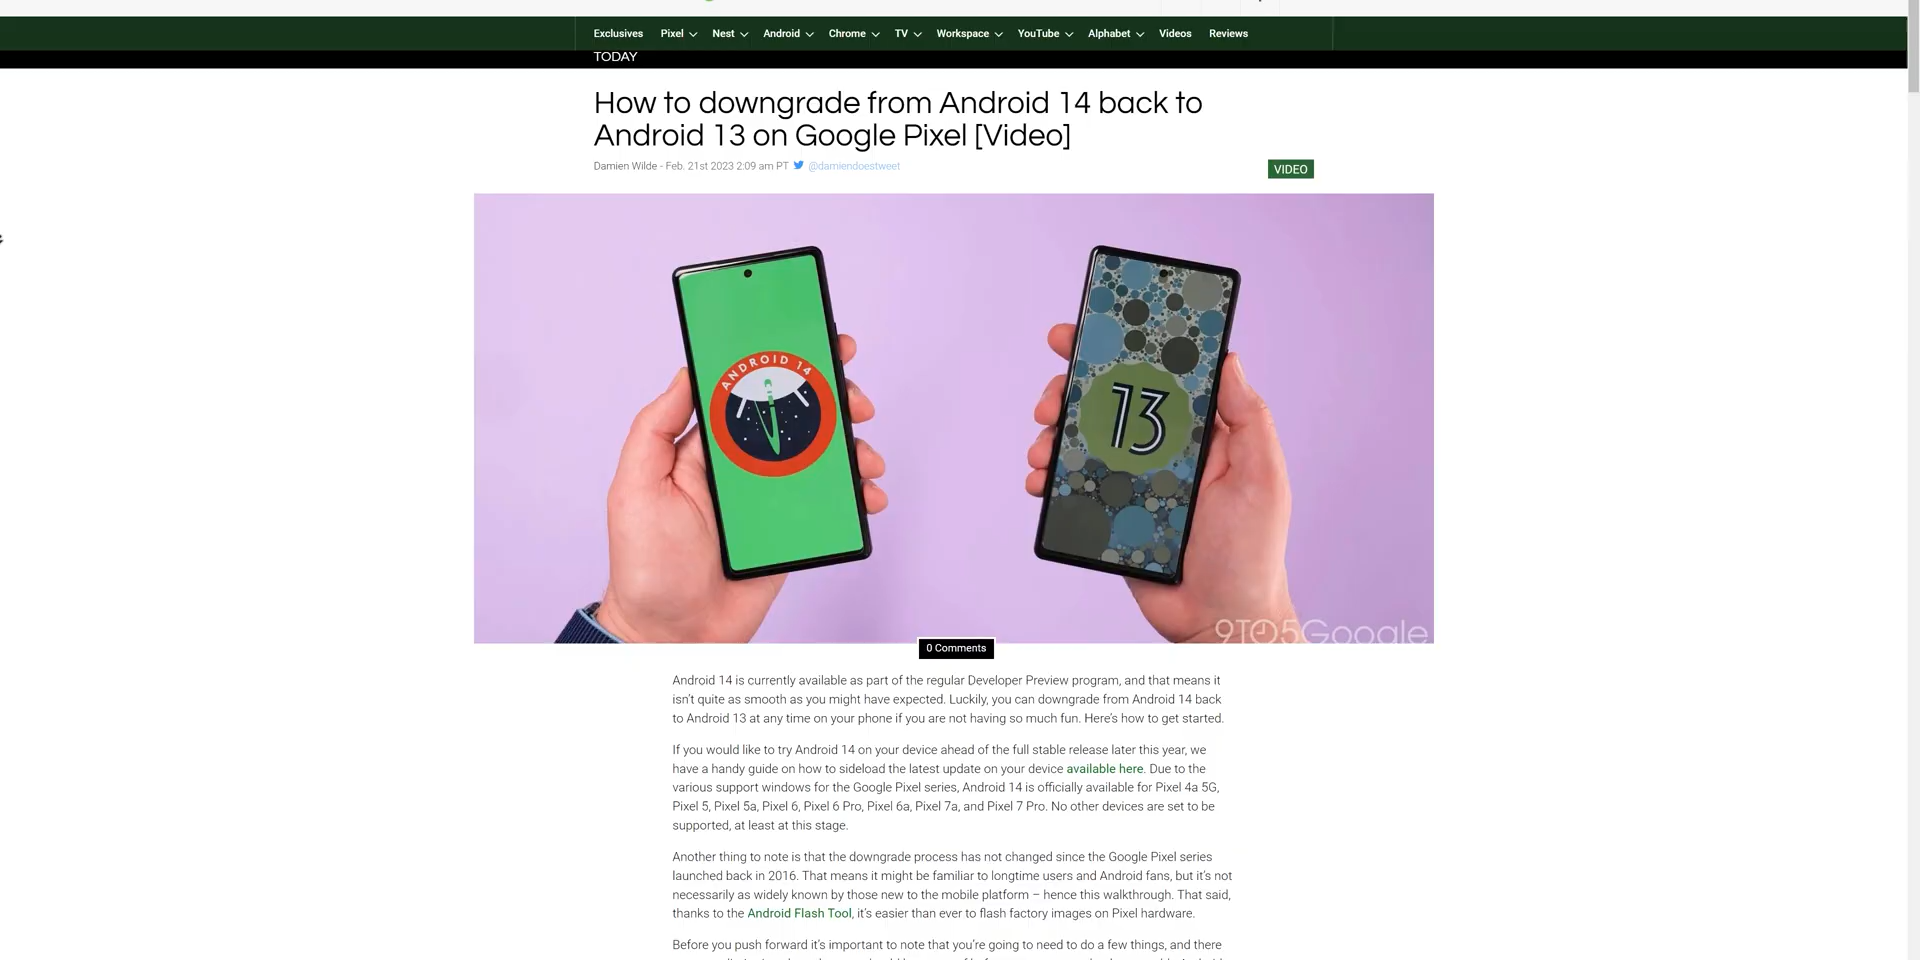 Exclusives Pixel Nest Android Chrome TV Workspace YouTube Alphabet Videos Reviews
TODAY
How to downgrade from Android 14 back to
Android 13 on Google Pixel [Video]
Damien Wilde - Feb. 21st 2023 2:09 am PT @damiendoestweet
VIDEO
ANDROID 14
13
9TO5Google
0 Comments
Android 14 is currently available as part of the regular Developer Preview program, and that means it
isn't quite as smooth as you might have expected. Luckily, you can downgrade from Android 14 back
to Android 13 at any time on your phone if you are not having so much fun. Here's how to get started.
If you would like to try Android 14 on your device ahead of the full stable release later this year, we
have a handy guide on how to sideload the latest update on your device available here. Due to the
various support windows for the Google Pixel series, Android 14 is officially available for Pixel 4a 5G,
Pixel 5, Pixel 5a, Pixel 6, Pixel 6 Pro, Pixel 6a, Pixel 7a, and Pixel 7 Pro. No other devices are set to be
supported, at least at this stage.
Another thing to note is that the downgrade process has not changed since the Google Pixel series
launched back in 2016. That means it might be familiar to longtime users and Android fans, but it's not
necessarily as widely known by those new to the mobile platform – hence this walkthrough. That said,
thanks to the Android Flash Tool, it's easier than ever to flash factory images on Pixel hardware.
Before you push forward it's important to note that you're going to need to do a few things, and there